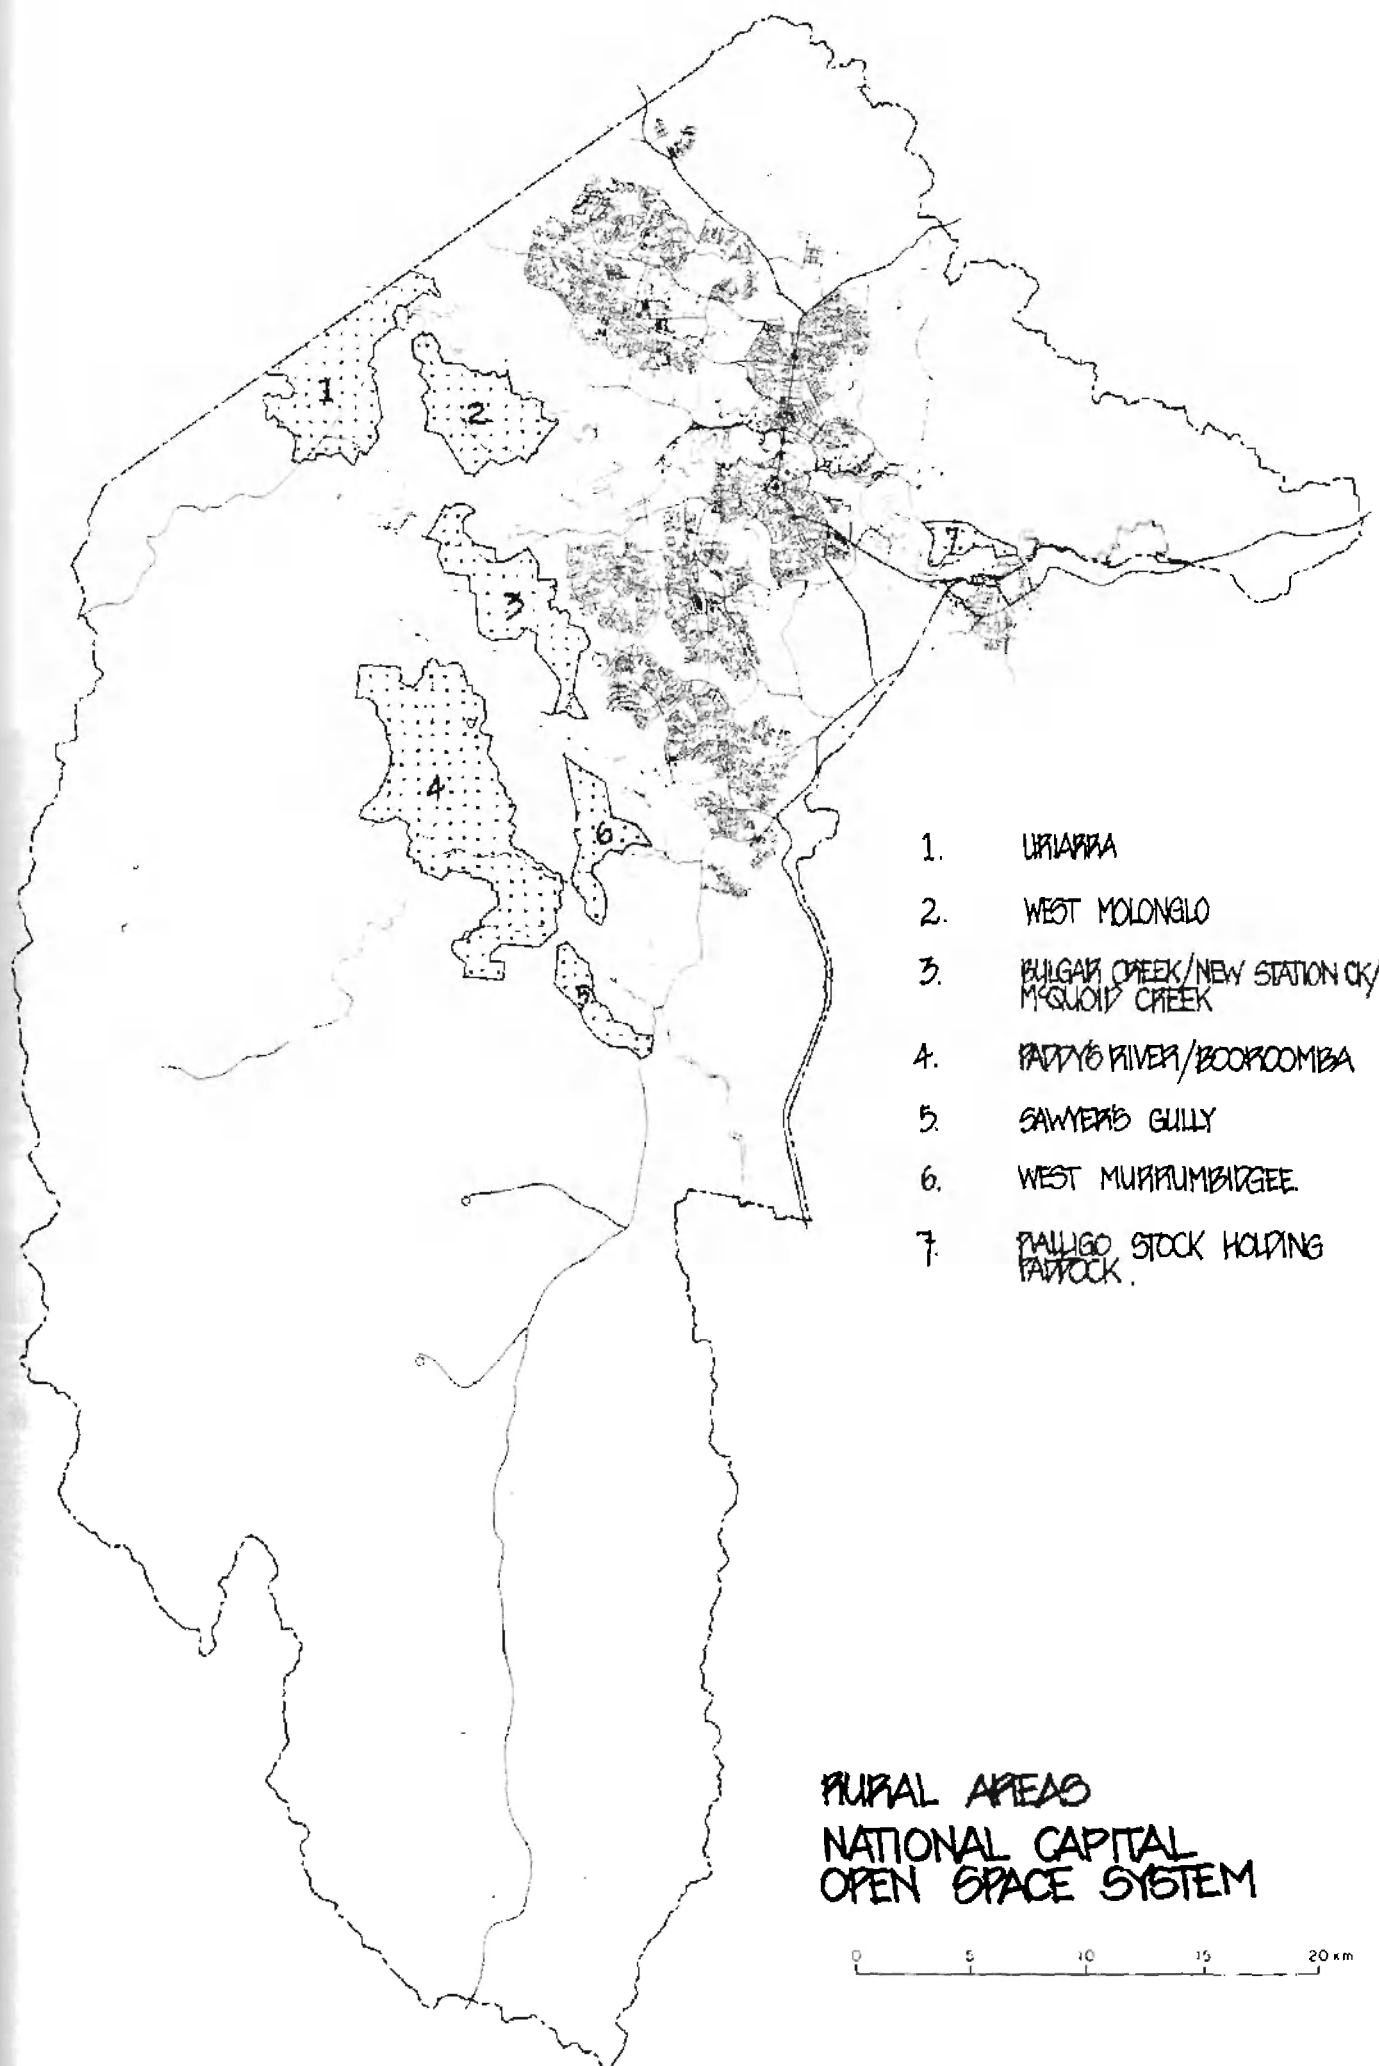 1
2
3
4
5
6
7
1. URIARRA
2. WEST MOLONGLO
3. BULGAR CREEK/NEW STATION CK/
McQUOID CREEK
4. PADDY'S RIVER/BOOROOMBA
5. SAWYER'S GULLY
6. WEST MURRUMBIDGEE.
7. PIALLIGO STOCK HOLDING
PADDOCK.
RURAL AREAS
NATIONAL CAPITAL
OPEN SPACE SYSTEM
0 5 10 15 20 KM